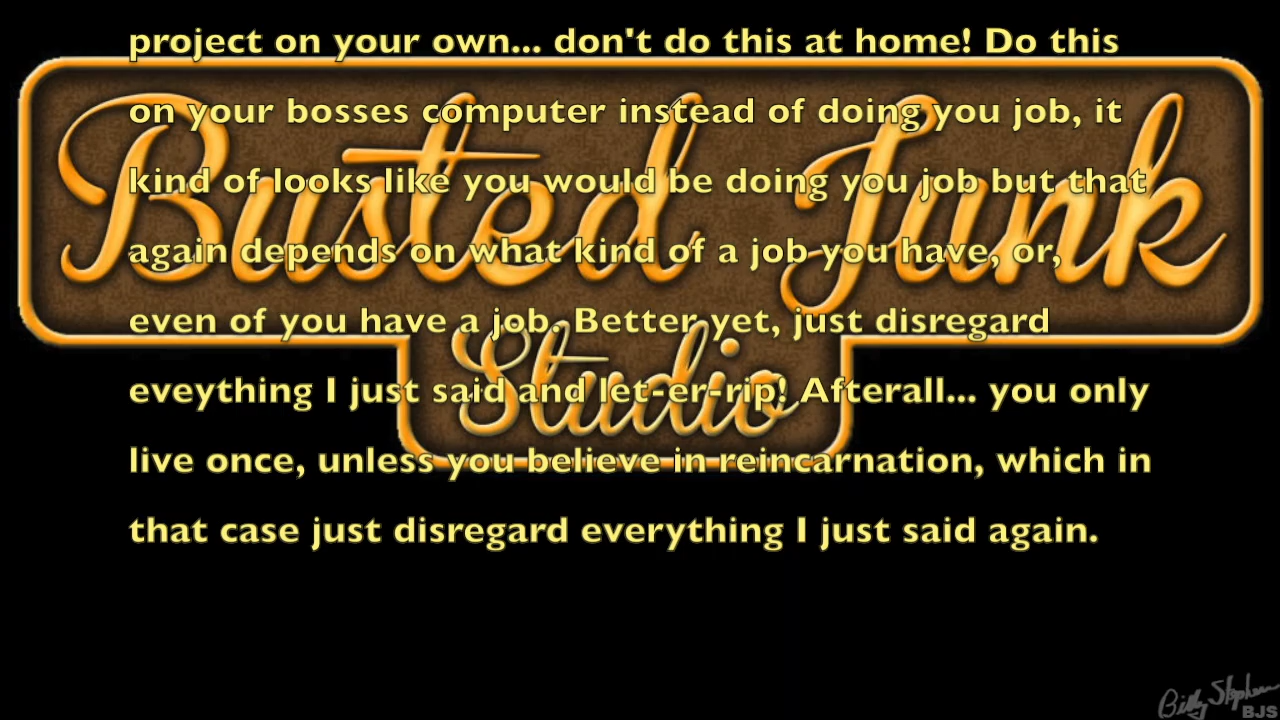 project on your own... don't do this at home! Do this
on your bosses computer instead of doing you job, it
kind of looks like you would be doing you job but that
again depends on what kind of a job you have, or,
even of you have a job. Better yet, just disregard
eveything I just said and let-er-rip! Afterall... you only
live once, unless you believe in reincarnation, which in
that case just disregard everything I just said again.
Busted Junk
Studio
Billy Stephens
BJS